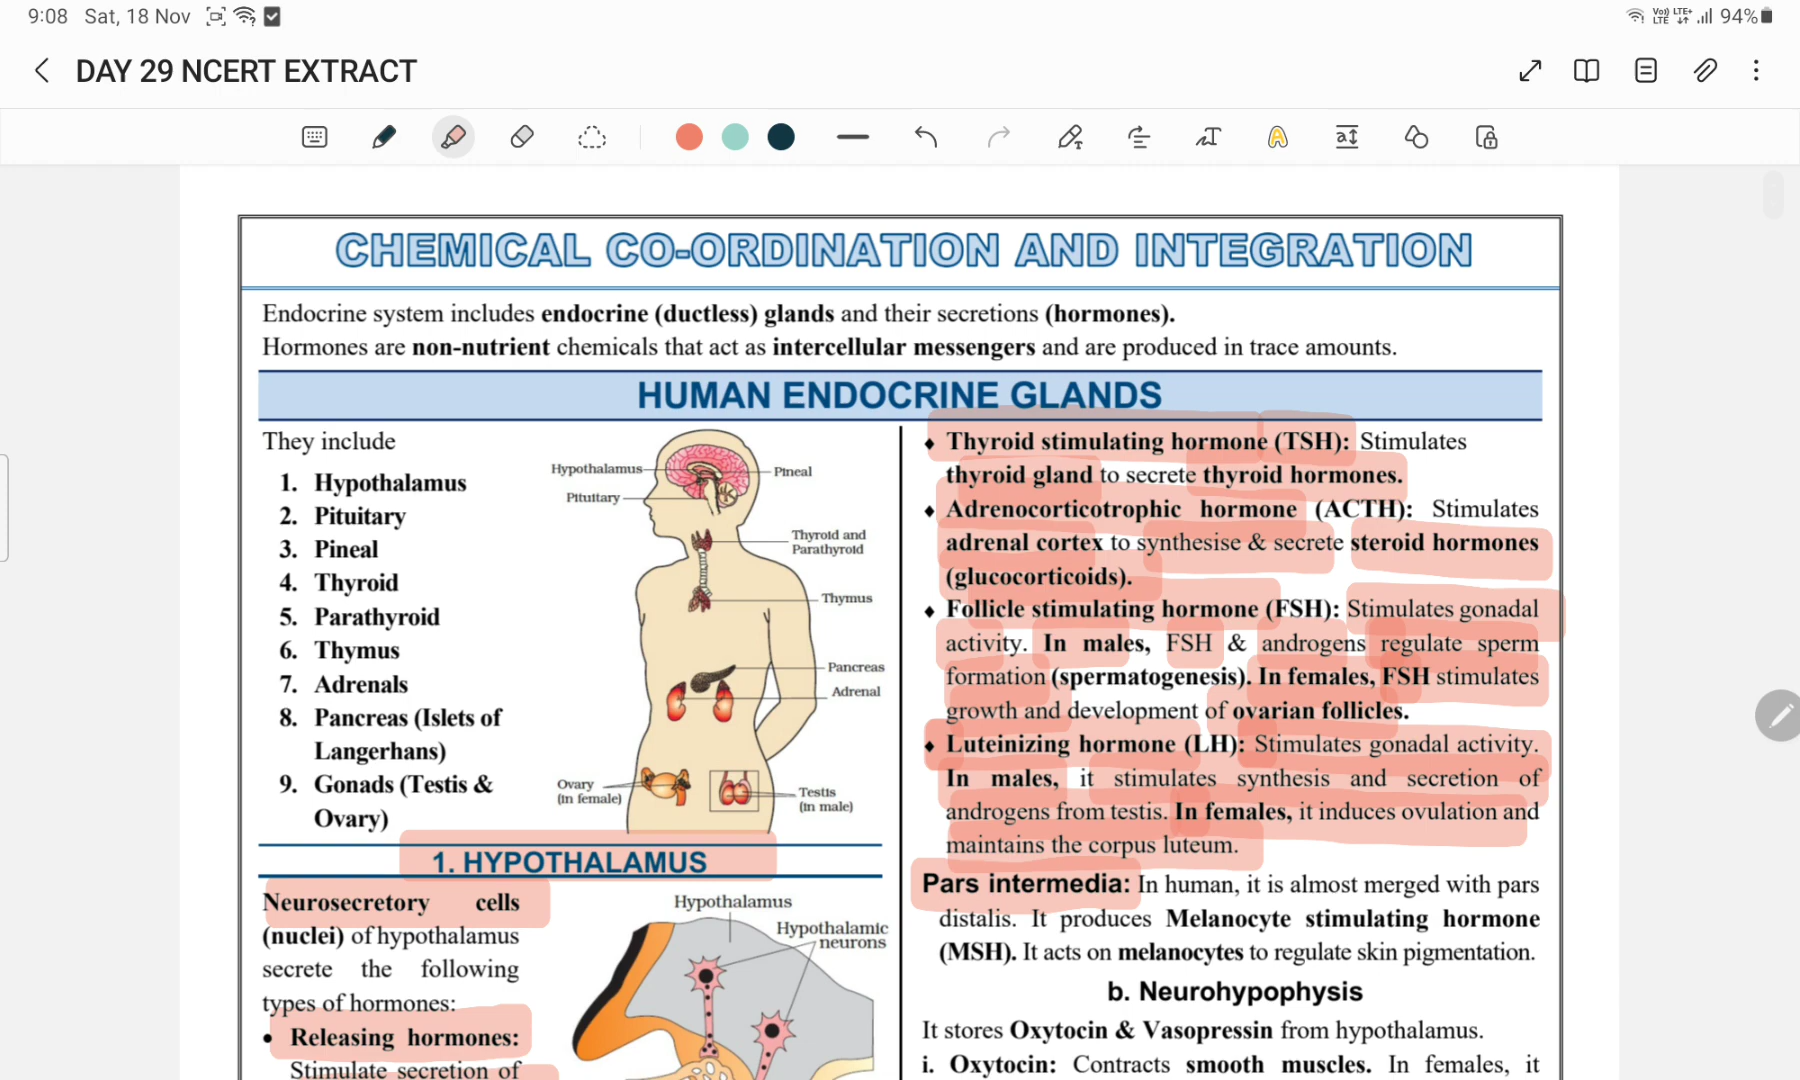 9:08 Sat, 18 Nov
Vo)) LTE+
LTE
94%
DAY 29 NCERT EXTRACT
CHEMICAL CO-ORDINATION AND INTEGRATION
Endocrine system includes endocrine (ductless) glands and their secretions (hormones).
Hormones are non-nutrient chemicals that act as intercellular messengers and are produced in trace amounts.
HUMAN ENDOCRINE GLANDS
They include
1. Hypothalamus
2. Pituitary
3. Pineal
4. Thyroid
5. Parathyroid
6. Thymus
7. Adrenals
8. Pancreas (Islets of
Langerhans)
9. Gonads (Testis &
Ovary)
Hypothalamus
Pituitary
Pineal
Thyroid and
Parathyroid
Thymus
Pancreas
Adrenal
Ovary
(in female)
Testis
(in male)
1. HYPOTHALAMUS
Neurosecretory cells
(nuclei) of hypothalamus
secrete the following
types of hormones:
• Releasing hormones:
Stimulate secretion of
Hypothalamus
Hypothalamic
neurons
♦ Thyroid stimulating hormone (TSH): Stimulates
thyroid gland to secrete thyroid hormones.
♦ Adrenocorticotrophic hormone (ACTH): Stimulates
adrenal cortex to synthesise & secrete steroid hormones
(glucocorticoids).
♦ Follicle stimulating hormone (FSH): Stimulates gonadal
activity. In males, FSH & androgens regulate sperm
formation (spermatogenesis). In females, FSH stimulates
growth and development of ovarian follicles.
♦ Luteinizing hormone (LH): Stimulates gonadal activity.
In males, it stimulates synthesis and secretion of
androgens from testis. In females, it induces ovulation and
maintains the corpus luteum.
Pars intermedia: In human, it is almost merged with pars
distalis. It produces Melanocyte stimulating hormone
(MSH). It acts on melanocytes to regulate skin pigmentation.
b. Neurohypophysis
It stores Oxytocin & Vasopressin from hypothalamus.
i. Oxytocin: Contracts smooth muscles. In females, it